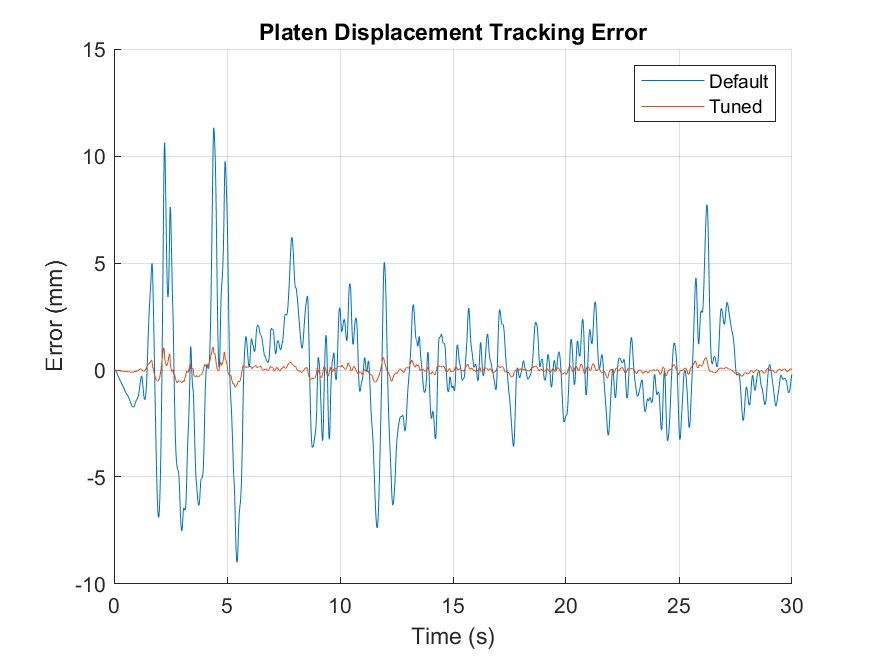 Platen Displacement Tracking Error
15
Default
Tuned
10
5
0
-5
-10
Error (mm)
0 5 10 15 20 25 30
Time (s)